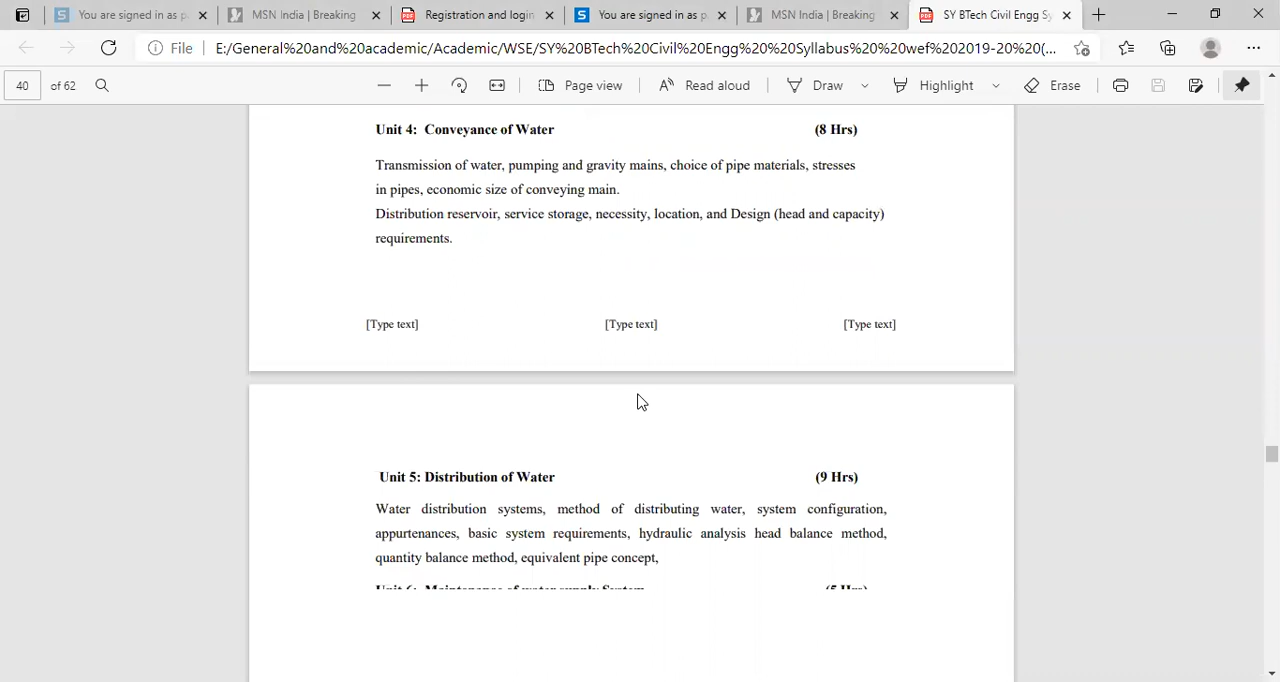 You are signed in as p
MSN India | Breaking
Registration and login
You are signed in as p
MSN India | Breaking
SY BTech Civil Engg Sy
File
E:/General%20and%20academic/Academic/WSE/SY%20BTech%20Civil%20Engg%20%20Syllabus%20%20wef%202019-20%20(...
40 of 62
Page view
Read aloud
Draw
Highlight
Erase
Unit 4: Conveyance of Water (8 Hrs)
Transmission of water, pumping and gravity mains, choice of pipe materials, stresses
in pipes, economic size of conveying main.
Distribution reservoir, service storage, necessity, location, and Design (head and capacity)
requirements.
[Type text] [Type text] [Type text]
Unit 5: Distribution of Water (9 Hrs)
Water distribution systems, method of distributing water, system configuration,
appurtenances, basic system requirements, hydraulic analysis head balance method,
quantity balance method, equivalent pipe concept,
Unit 6: Maintenance of water supply System (5 Hrs)